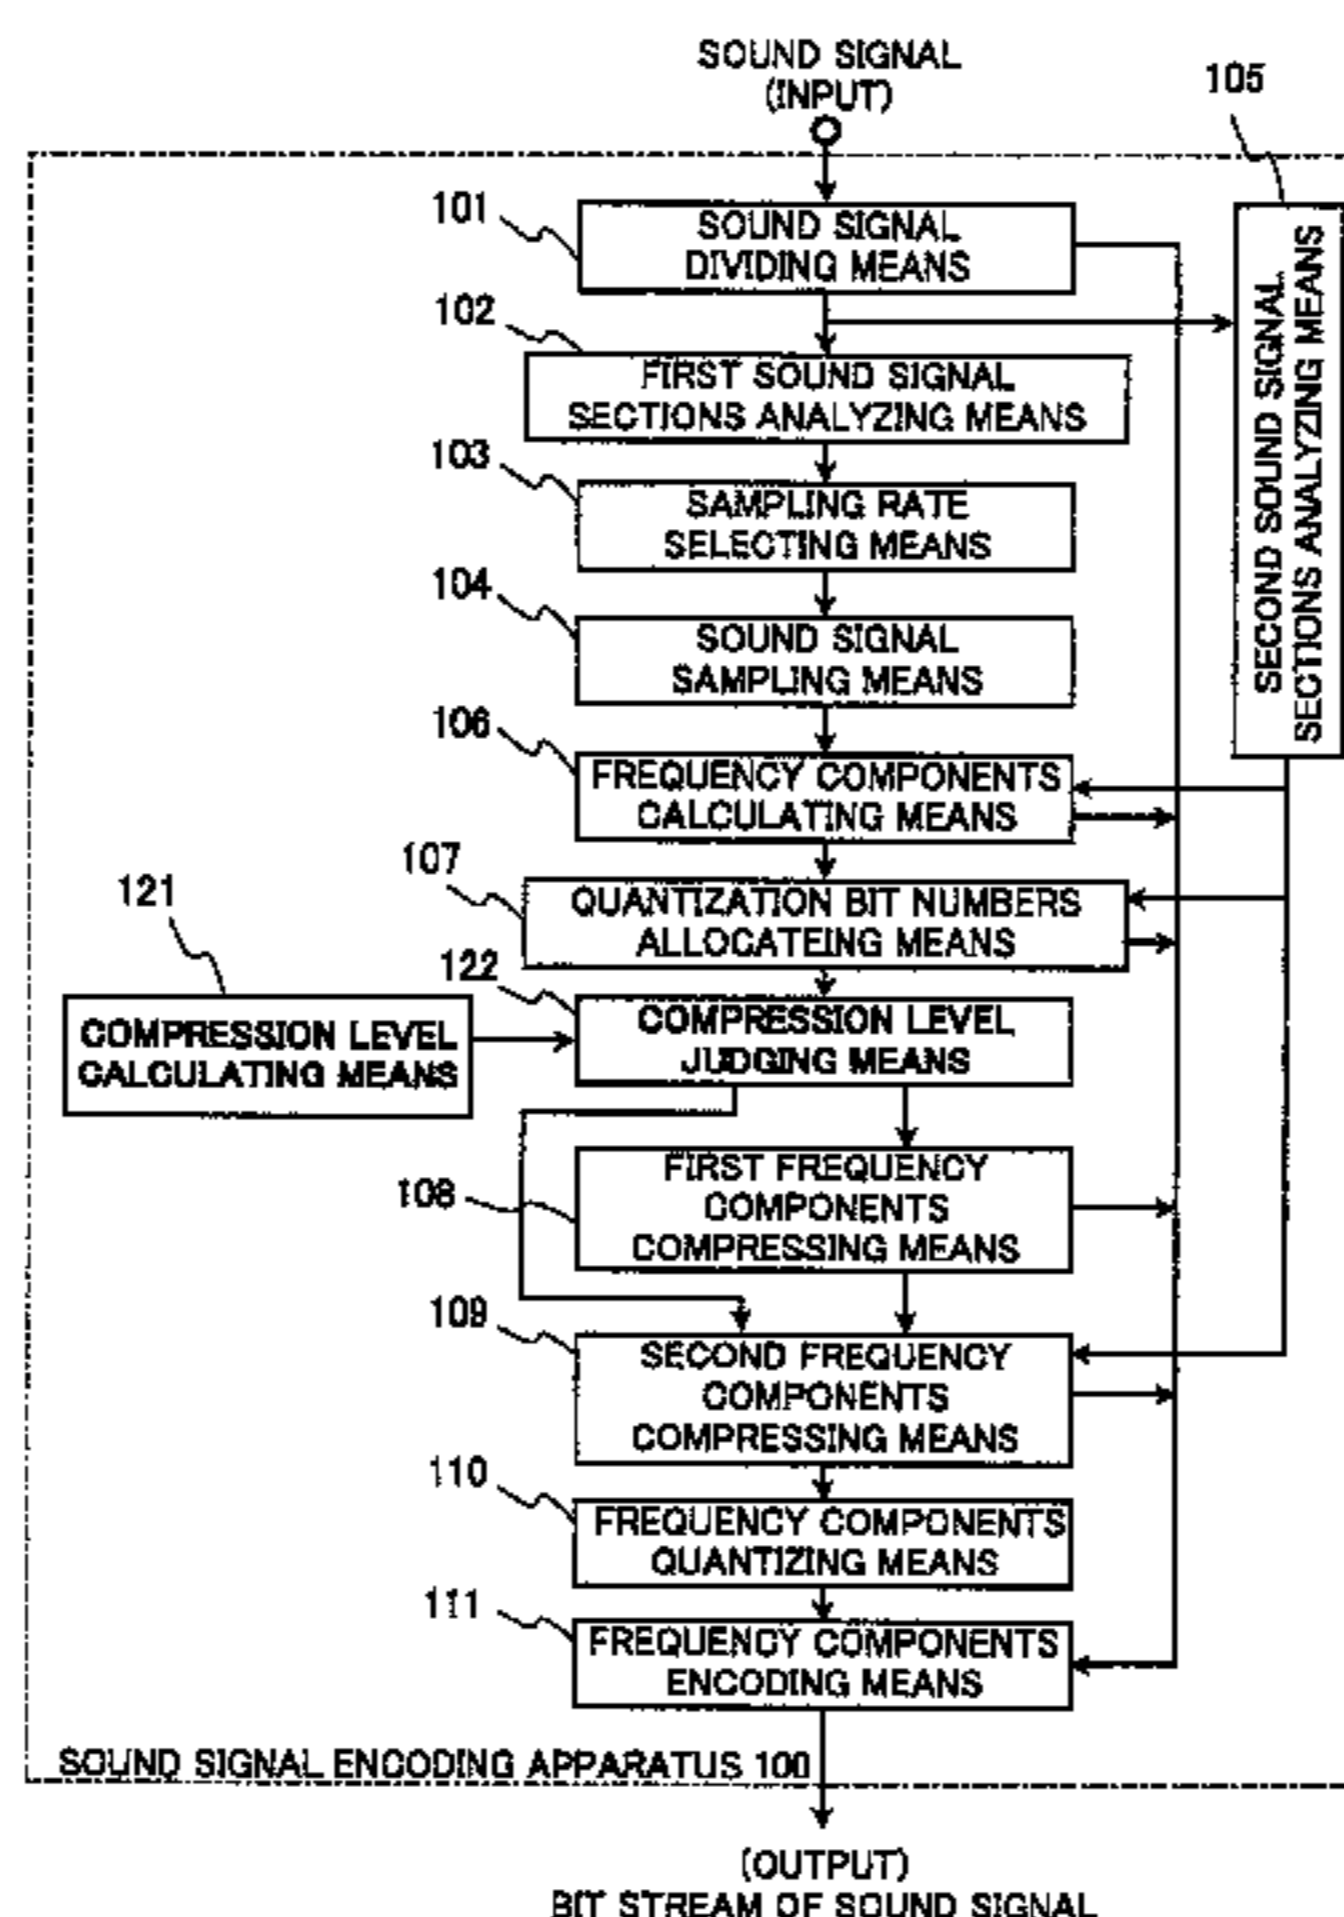 SOUND SIGNAL
(INPUT)
105
101
SOUND SIGNAL
DIVIDING MEANS
SECOND SOUND SIGNAL
SECTIONS ANALYZING MEANS
102
FIRST SOUND SIGNAL
SECTIONS ANALYZING MEANS
103
SAMPLING RATE
SELECTING MEANS
104
SOUND SIGNAL
SAMPLING MEANS
106
FREQUENCY COMPONENTS
CALCULATING MEANS
107
QUANTIZATION BIT NUMBERS
ALLOCATEING MEANS
121
COMPRESSION LEVEL
CALCULATING MEANS
122
COMPRESSION LEVEL
JUDGING MEANS
108
FIRST FREQUENCY
COMPONENTS
COMPRESSING MEANS
109
SECOND FREQUENCY
COMPONENTS
COMPRESSING MEANS
110
FREQUENCY COMPONENTS
QUANTIZING MEANS
111
FREQUENCY COMPONENTS
ENCODING MEANS
SOUND SIGNAL ENCODING APPARATUS 100
(OUTPUT)
BIT STREAM OF SOUND SIGNAL